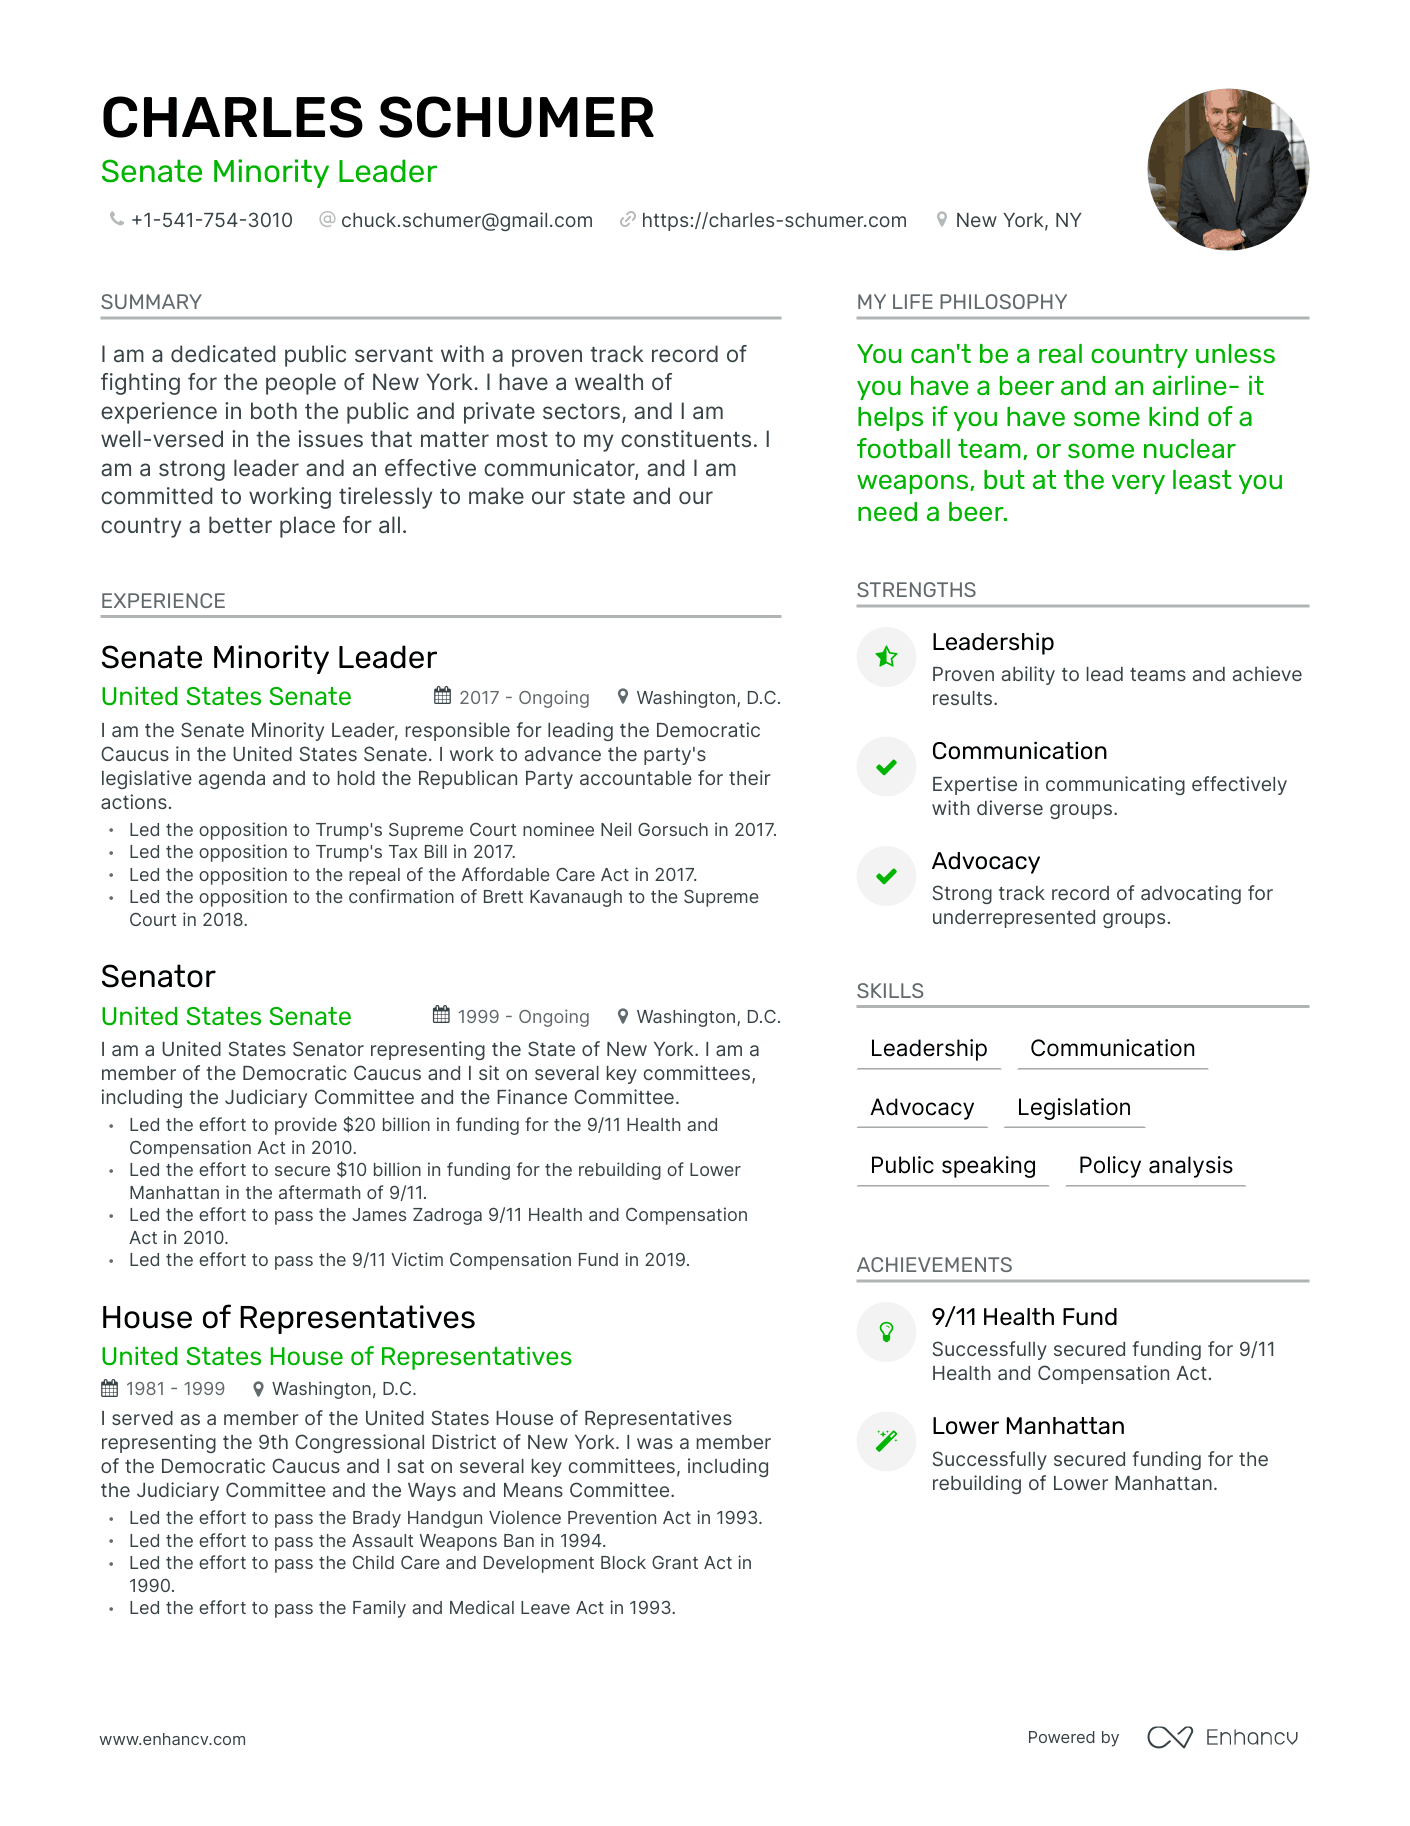 CHARLES SCHUMER
Senate Minority Leader
+1-541-754-3010 chuck.schumer@gmail.com https://charles-schumer.com New York, NY
SUMMARY
I am a dedicated public servant with a proven track record of
fighting for the people of New York. I have a wealth of
experience in both the public and private sectors, and I am
well-versed in the issues that matter most to my constituents. I
am a strong leader and an effective communicator, and I am
committed to working tirelessly to make our state and our
country a better place for all.
EXPERIENCE
Senate Minority Leader
United States Senate 2017 - Ongoing Washington, D.C.
I am the Senate Minority Leader, responsible for leading the Democratic
Caucus in the United States Senate. I work to advance the party's
legislative agenda and to hold the Republican Party accountable for their
actions.
• Led the opposition to Trump's Supreme Court nominee Neil Gorsuch in 2017.
• Led the opposition to Trump's Tax Bill in 2017.
• Led the opposition to the repeal of the Affordable Care Act in 2017.
• Led the opposition to the confirmation of Brett Kavanaugh to the Supreme
Court in 2018.
Senator
United States Senate 1999 - Ongoing Washington, D.C.
I am a United States Senator representing the State of New York. I am a
member of the Democratic Caucus and I sit on several key committees,
including the Judiciary Committee and the Finance Committee.
• Led the effort to provide $20 billion in funding for the 9/11 Health and
Compensation Act in 2010.
• Led the effort to secure $10 billion in funding for the rebuilding of Lower
Manhattan in the aftermath of 9/11.
• Led the effort to pass the James Zadroga 9/11 Health and Compensation
Act in 2010.
• Led the effort to pass the 9/11 Victim Compensation Fund in 2019.
House of Representatives
United States House of Representatives
1981 - 1999 Washington, D.C.
I served as a member of the United States House of Representatives
representing the 9th Congressional District of New York. I was a member
of the Democratic Caucus and I sat on several key committees, including
the Judiciary Committee and the Ways and Means Committee.
• Led the effort to pass the Brady Handgun Violence Prevention Act in 1993.
• Led the effort to pass the Assault Weapons Ban in 1994.
• Led the effort to pass the Child Care and Development Block Grant Act in
1990.
• Led the effort to pass the Family and Medical Leave Act in 1993.
MY LIFE PHILOSOPHY
You can't be a real country unless
you have a beer and an airline- it
helps if you have some kind of a
football team, or some nuclear
weapons, but at the very least you
need a beer.
STRENGTHS
Leadership
Proven ability to lead teams and achieve
results.
Communication
Expertise in communicating effectively
with diverse groups.
Advocacy
Strong track record of advocating for
underrepresented groups.
SKILLS
Leadership Communication
Advocacy Legislation
Public speaking Policy analysis
ACHIEVEMENTS
9/11 Health Fund
Successfully secured funding for 9/11
Health and Compensation Act.
Lower Manhattan
Successfully secured funding for the
rebuilding of Lower Manhattan.
www.enhancv.com
Powered by Enhancv